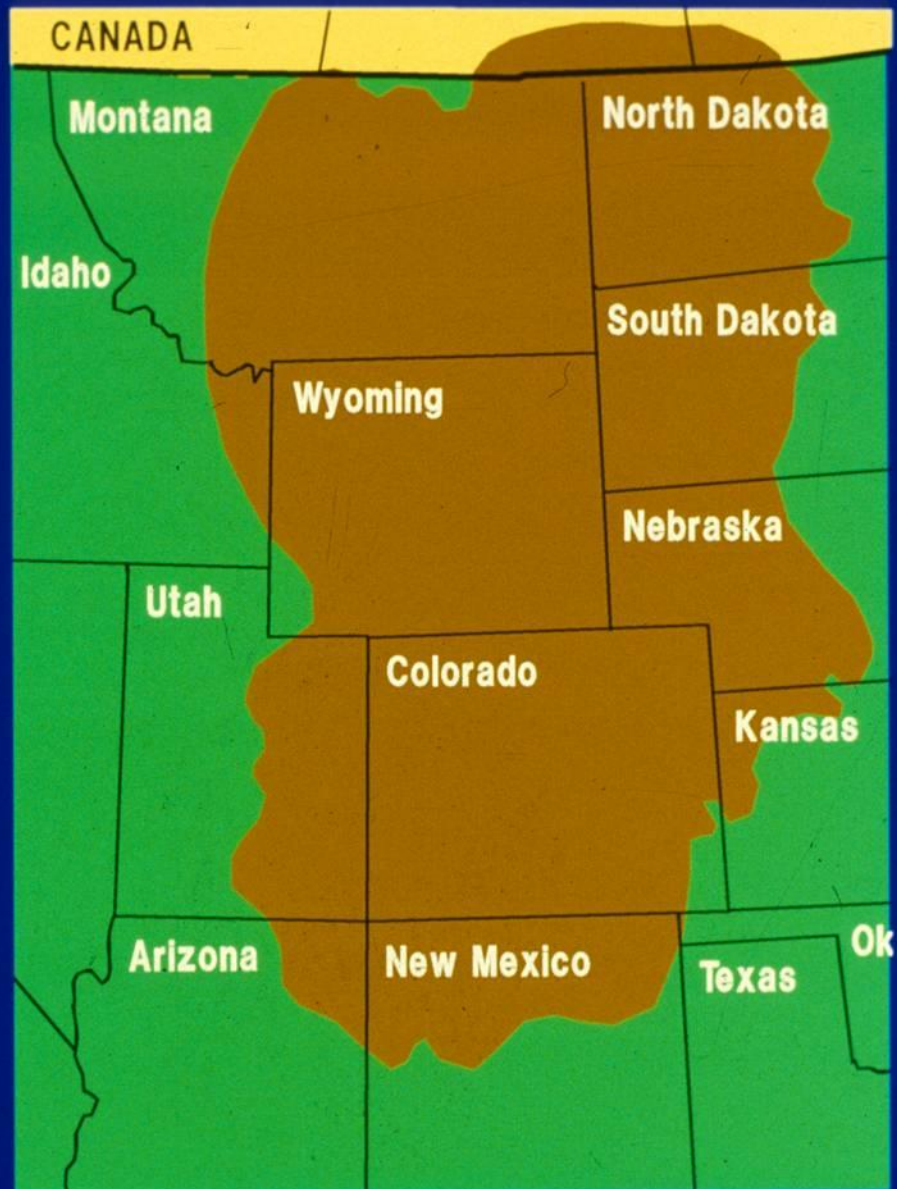 CANADA
Montana
North Dakota
Idaho
South Dakota
Wyoming
Nebraska
Utah
Colorado
Kansas
Arizona
New Mexico
Texas
Ok